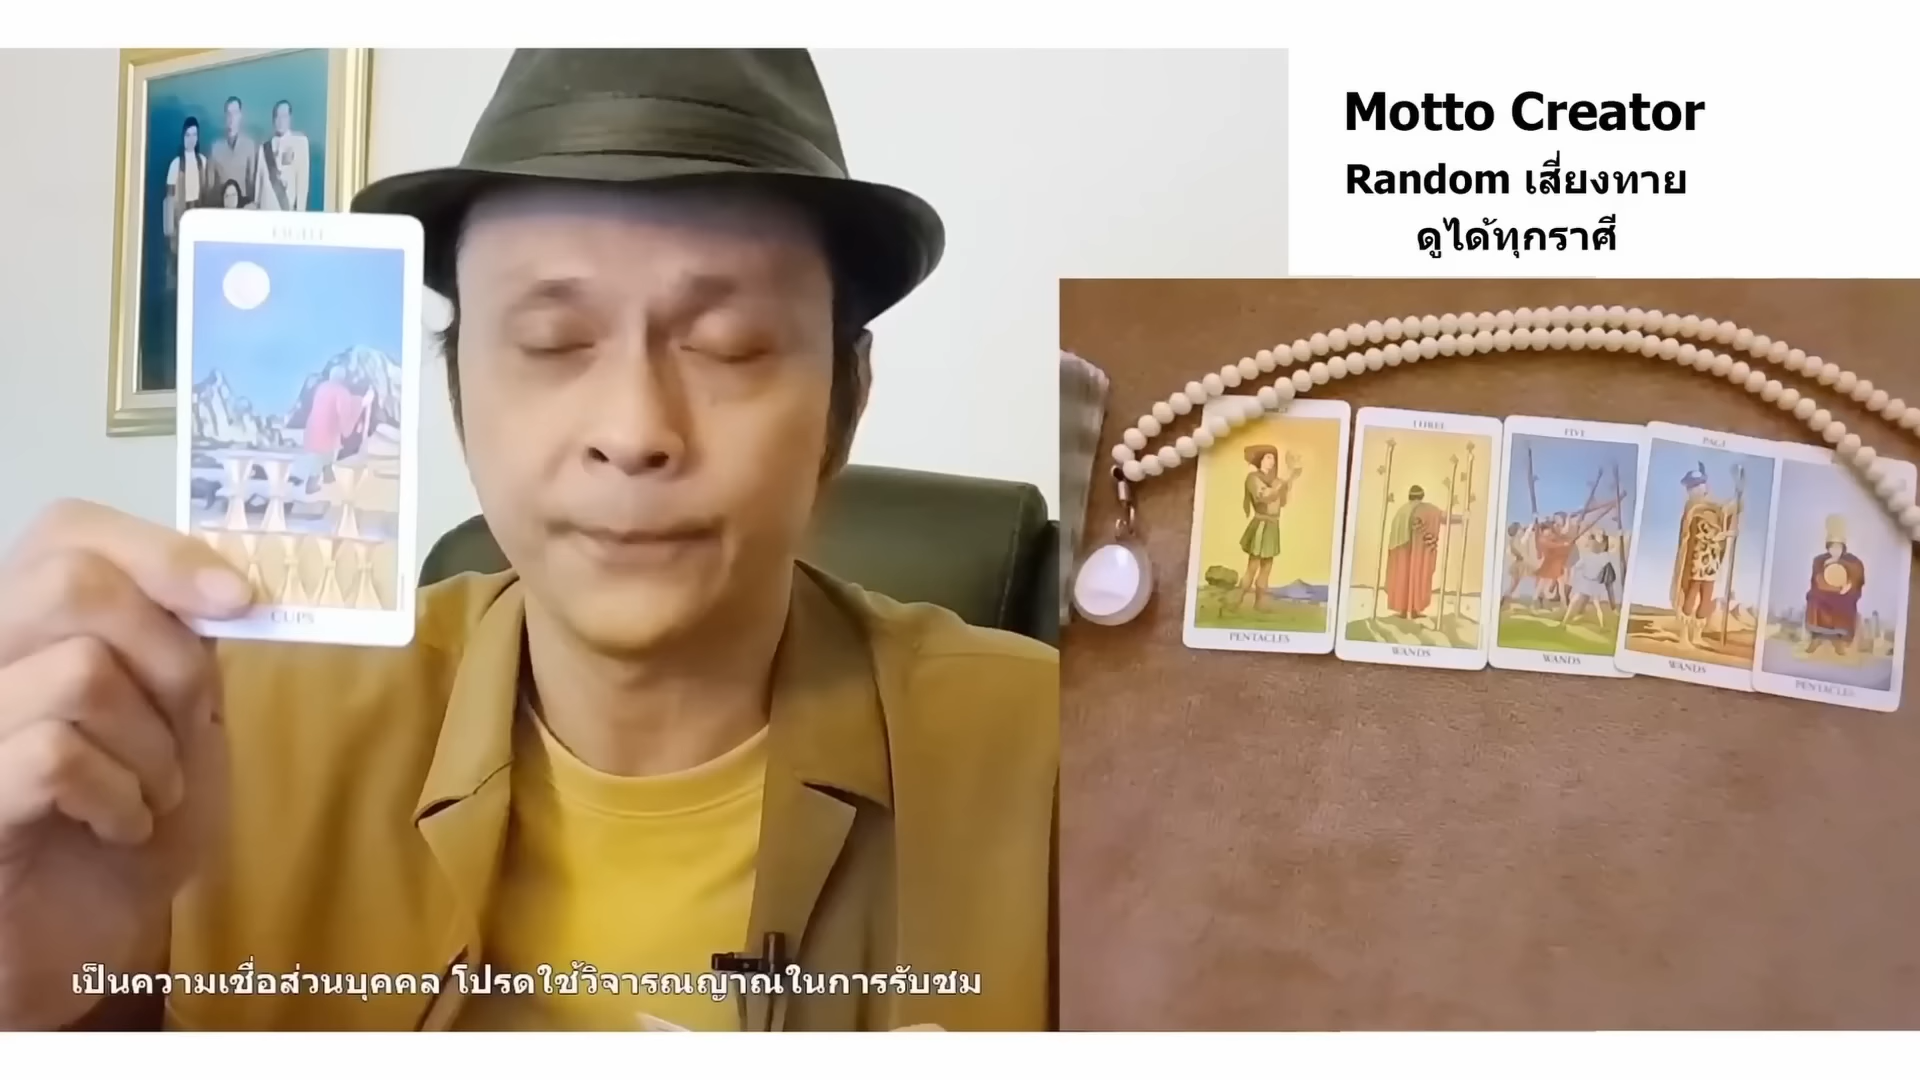 Motto Creator
Random เสี่ยงทาย
ดูได้ทุกราศี
EIGHT
CUPS
THREE
FIVE
PAGE
PENTACLES
WANDS
WANDS
WANDS
PENTACLES
เป็นความเชื่อส่วนบุคคล โปรดใช้วิจารณญาณในการรับชม